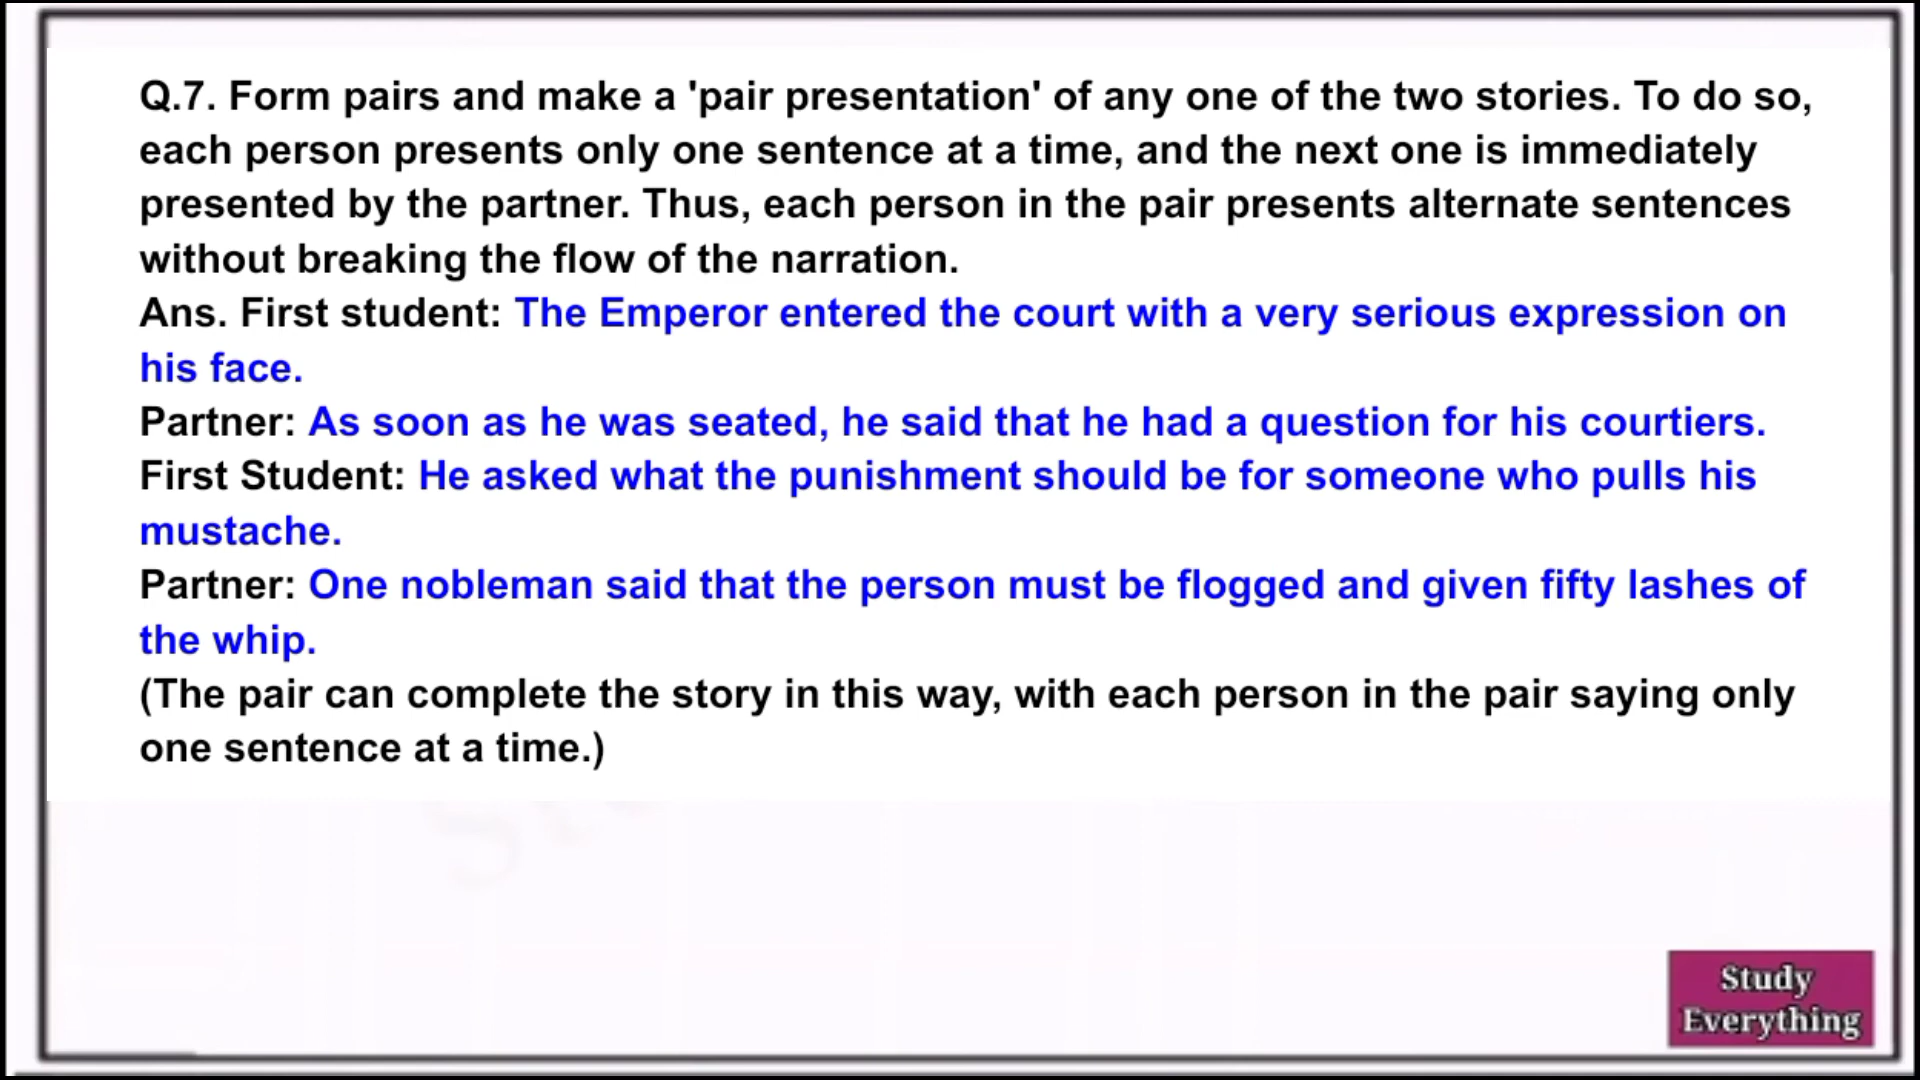 Q.7. Form pairs and make a 'pair presentation' of any one of the two stories. To do so,
each person presents only one sentence at a time, and the next one is immediately
presented by the partner. Thus, each person in the pair presents alternate sentences
without breaking the flow of the narration.
Ans. First student: The Emperor entered the court with a very serious expression on
his face.
Partner: As soon as he was seated, he said that he had a question for his courtiers.
First Student: He asked what the punishment should be for someone who pulls his
mustache.
Partner: One nobleman said that the person must be flogged and given fifty lashes of
the whip.
(The pair can complete the story in this way, with each person in the pair saying only
one sentence at a time.)
Study
Everything